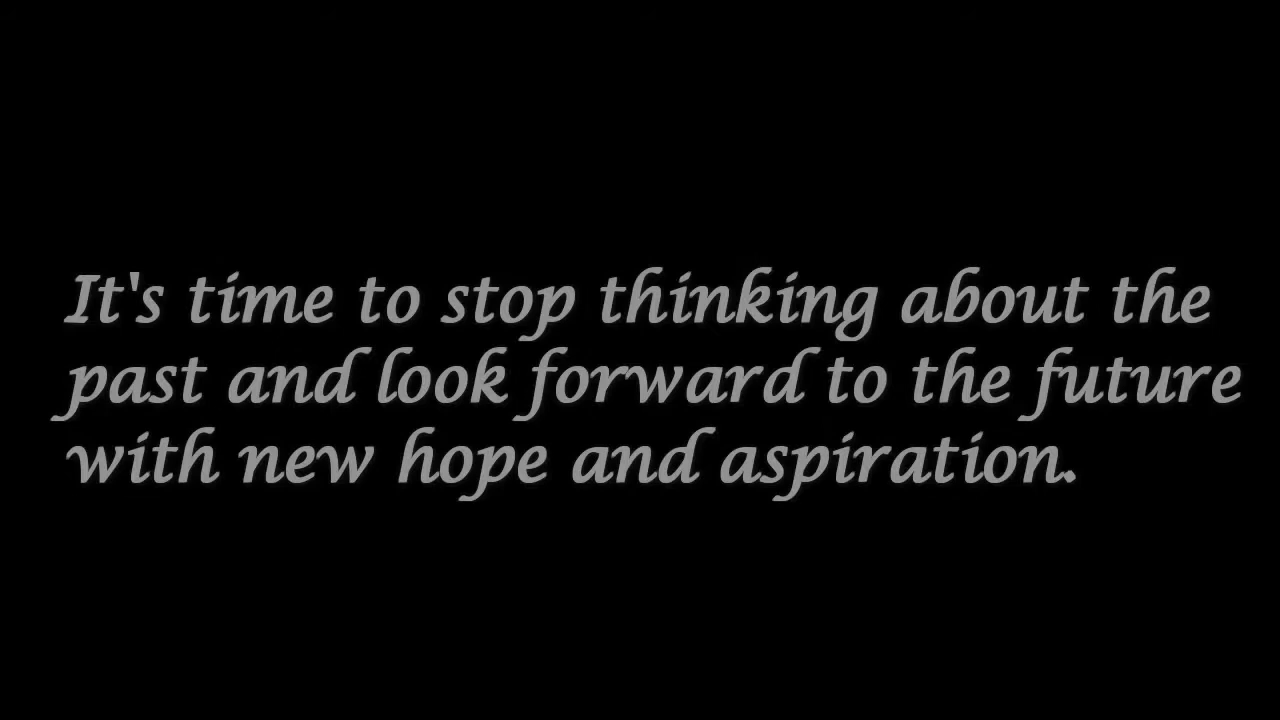 It's time to stop thinking about the
past and look forward to the future
with new hope and aspiration.